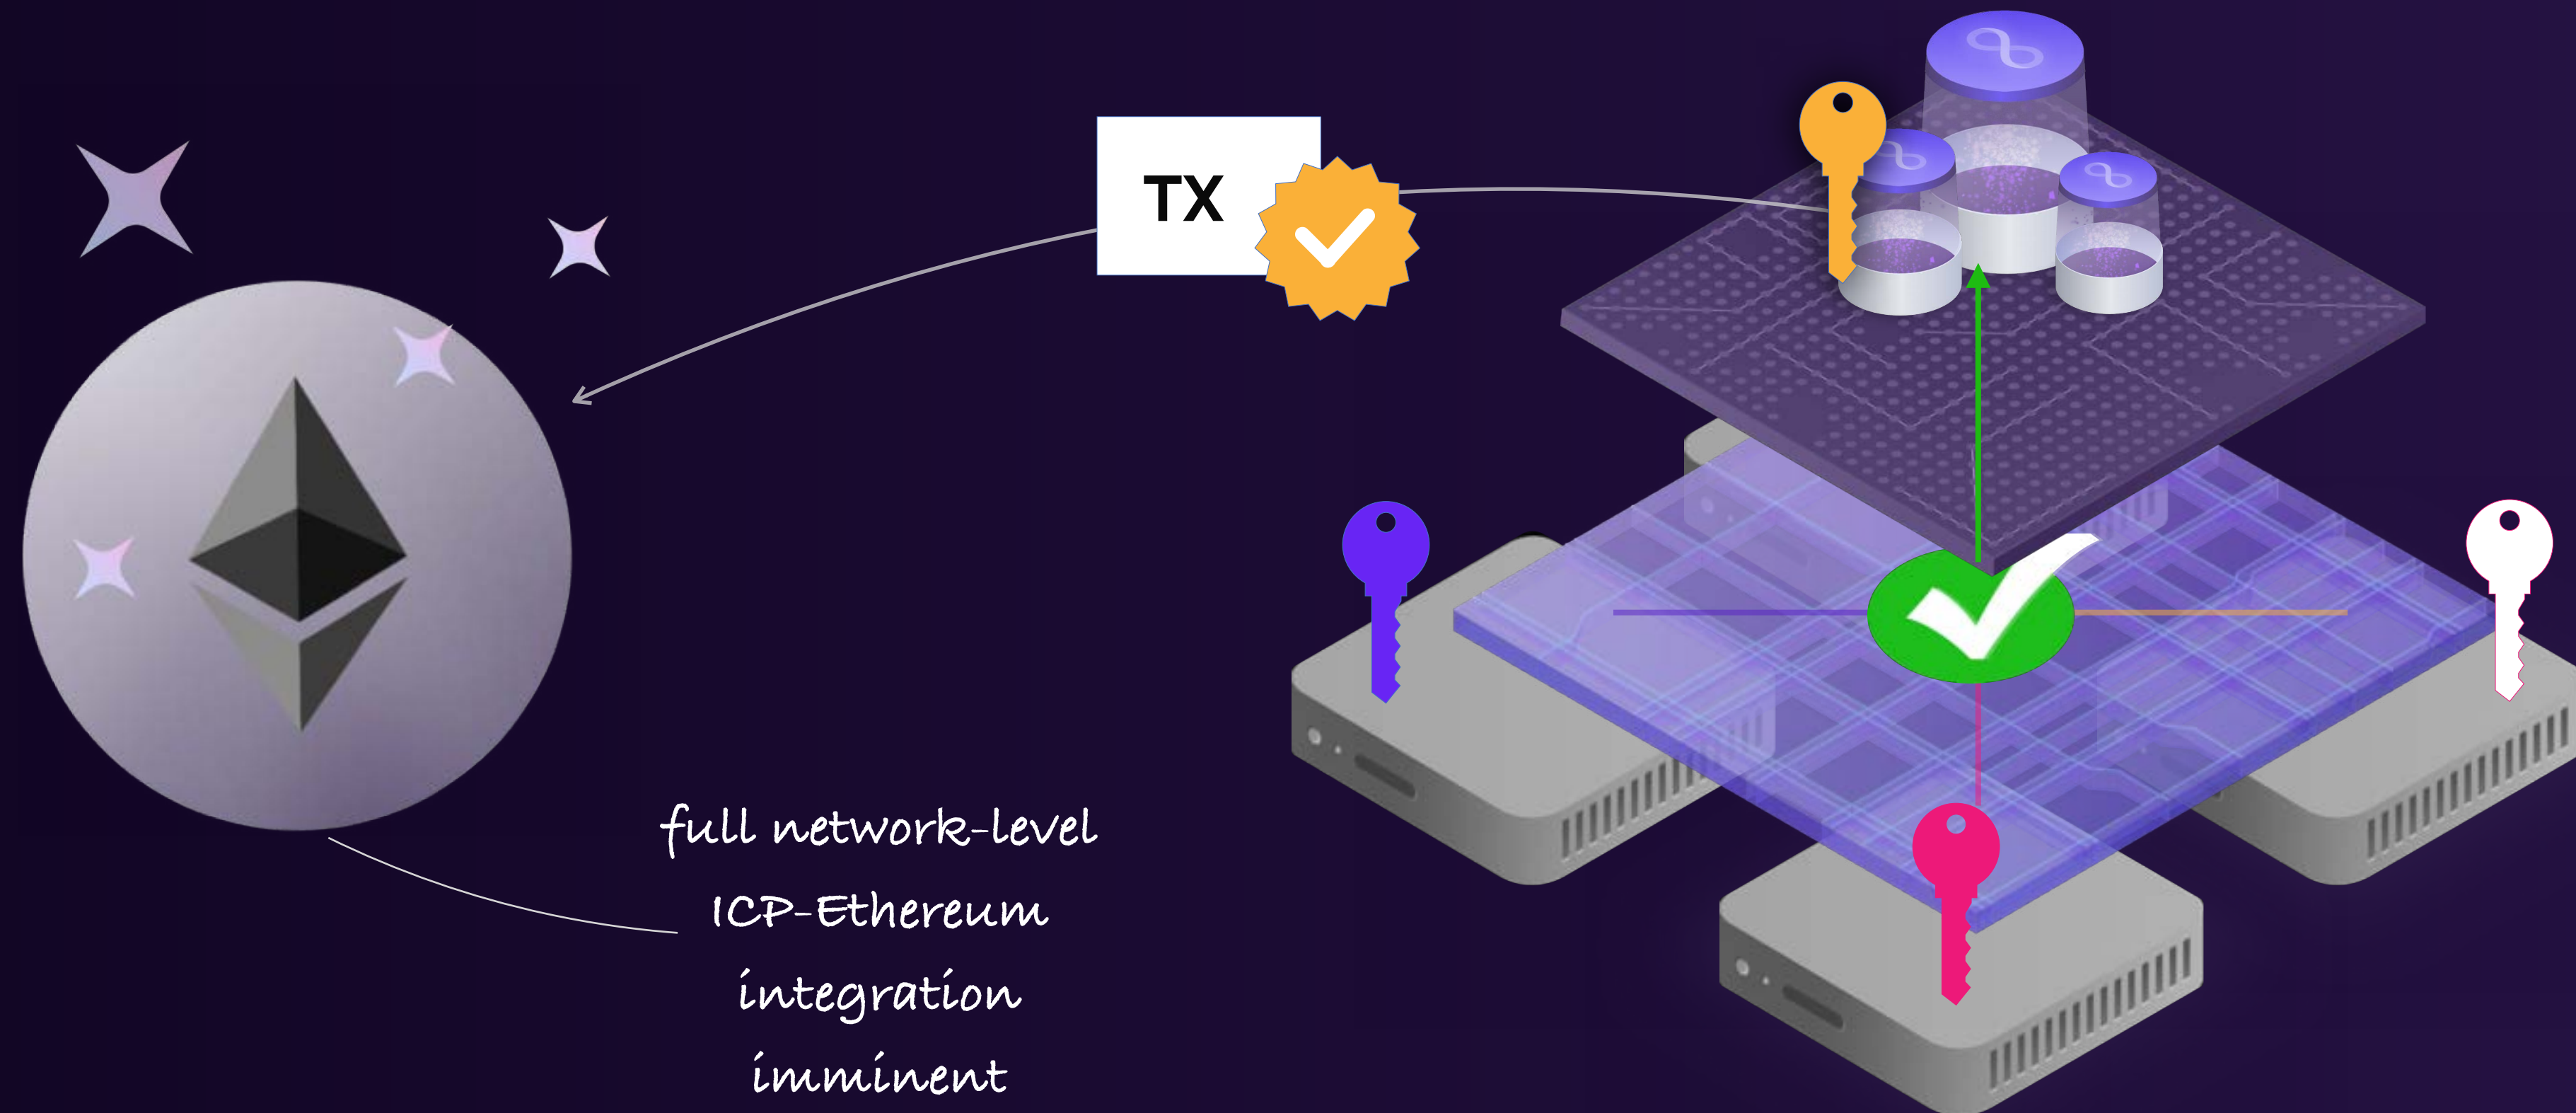 TX
full network-level
ICP-Ethereum
integration
imminent